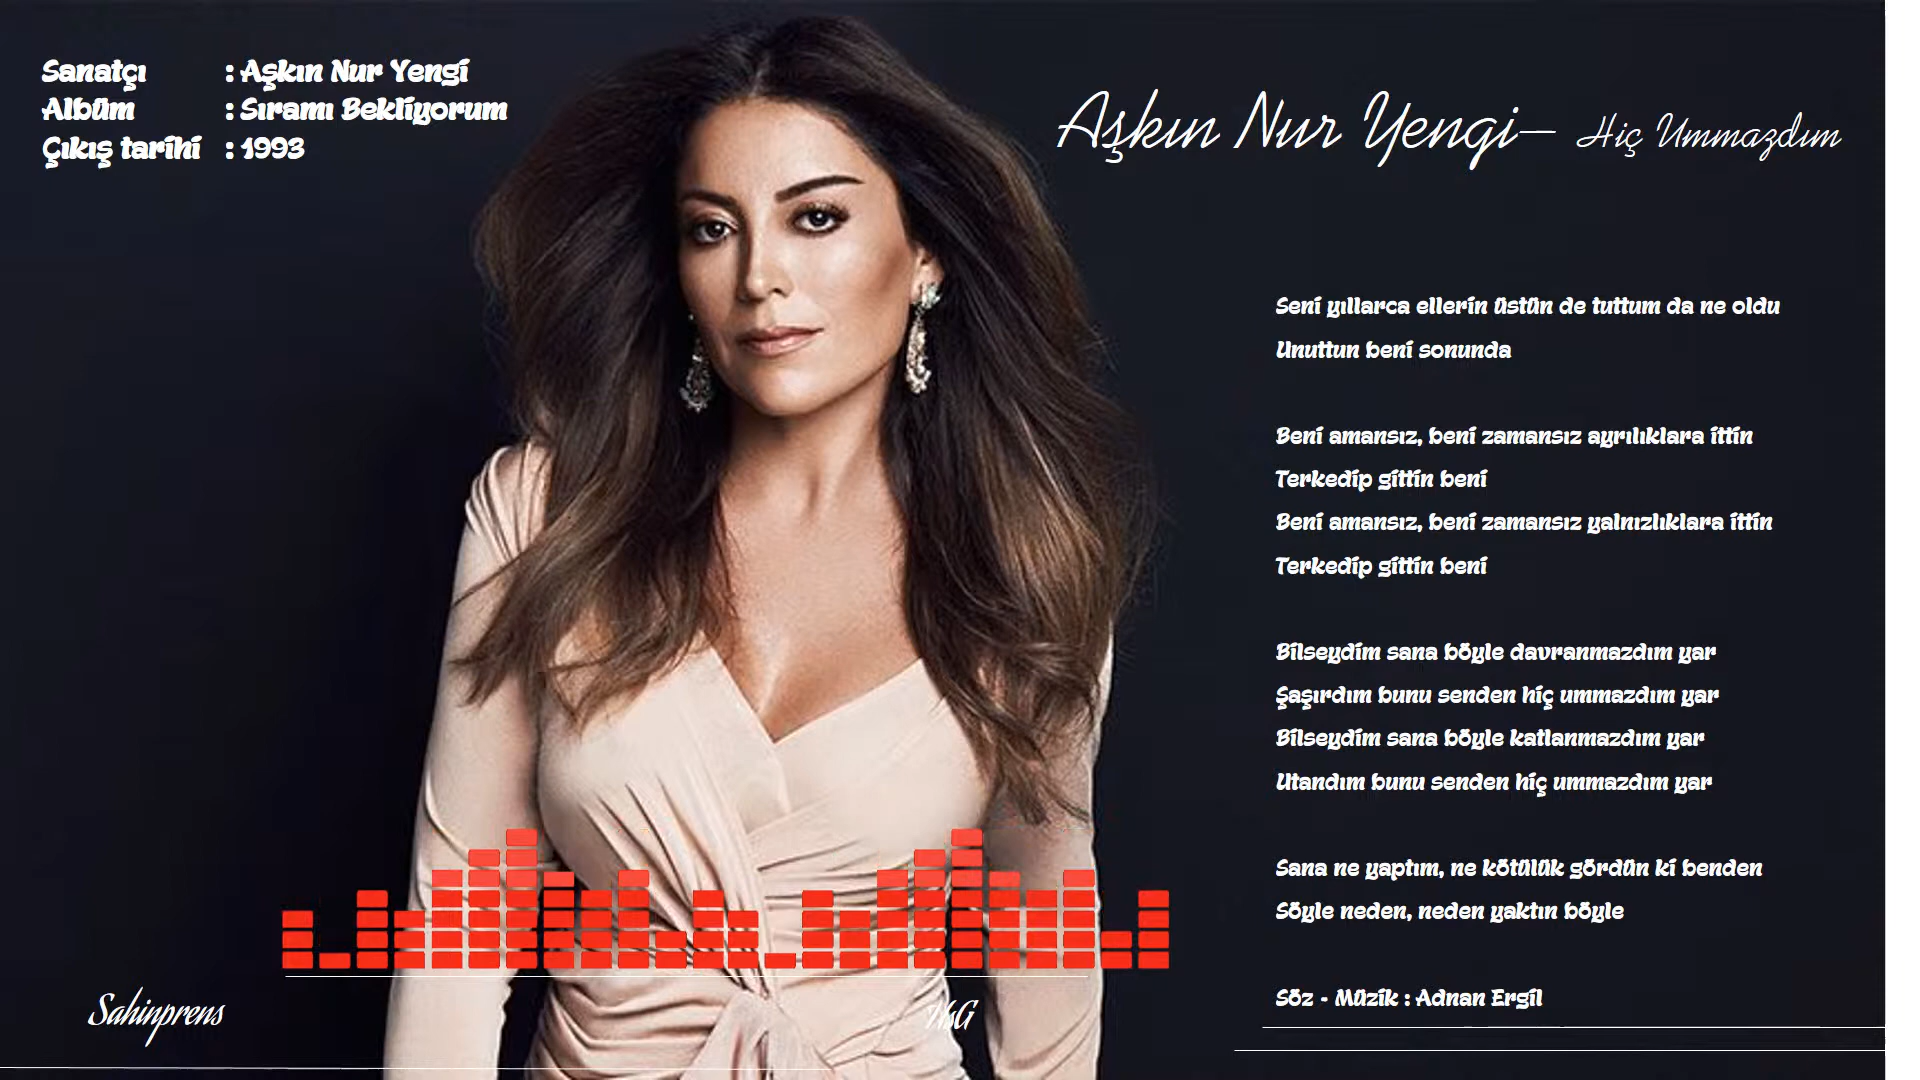 Sanatçı : Aşkın Nur Yengi
Albüm : Sıramı Bekliyorum
Çıkış tarihi : 1993
Aşkın Nur Yengi– Hiç Ummazdım
Seni yıllarca ellerin üstün de tuttum da ne oldu
Unuttun beni sonunda
Beni amansız, beni zamansız ayrılıklara ittin
Terkedip gittin beni
Beni amansız, beni zamansız yalnızlıklara ittin
Terkedip gittin beni
Bilseydim sana böyle davranmazdım yar
Şaşırdım bunu senden hiç ummazdım yar
Bilseydim sana böyle katlanmazdım yar
Utandım bunu senden hiç ummazdım yar
Sana ne yaptım, ne kötülük gördün ki benden
Söyle neden, neden yaktın böyle
Söz - Müzik : Adnan Ergil
Sahinprens